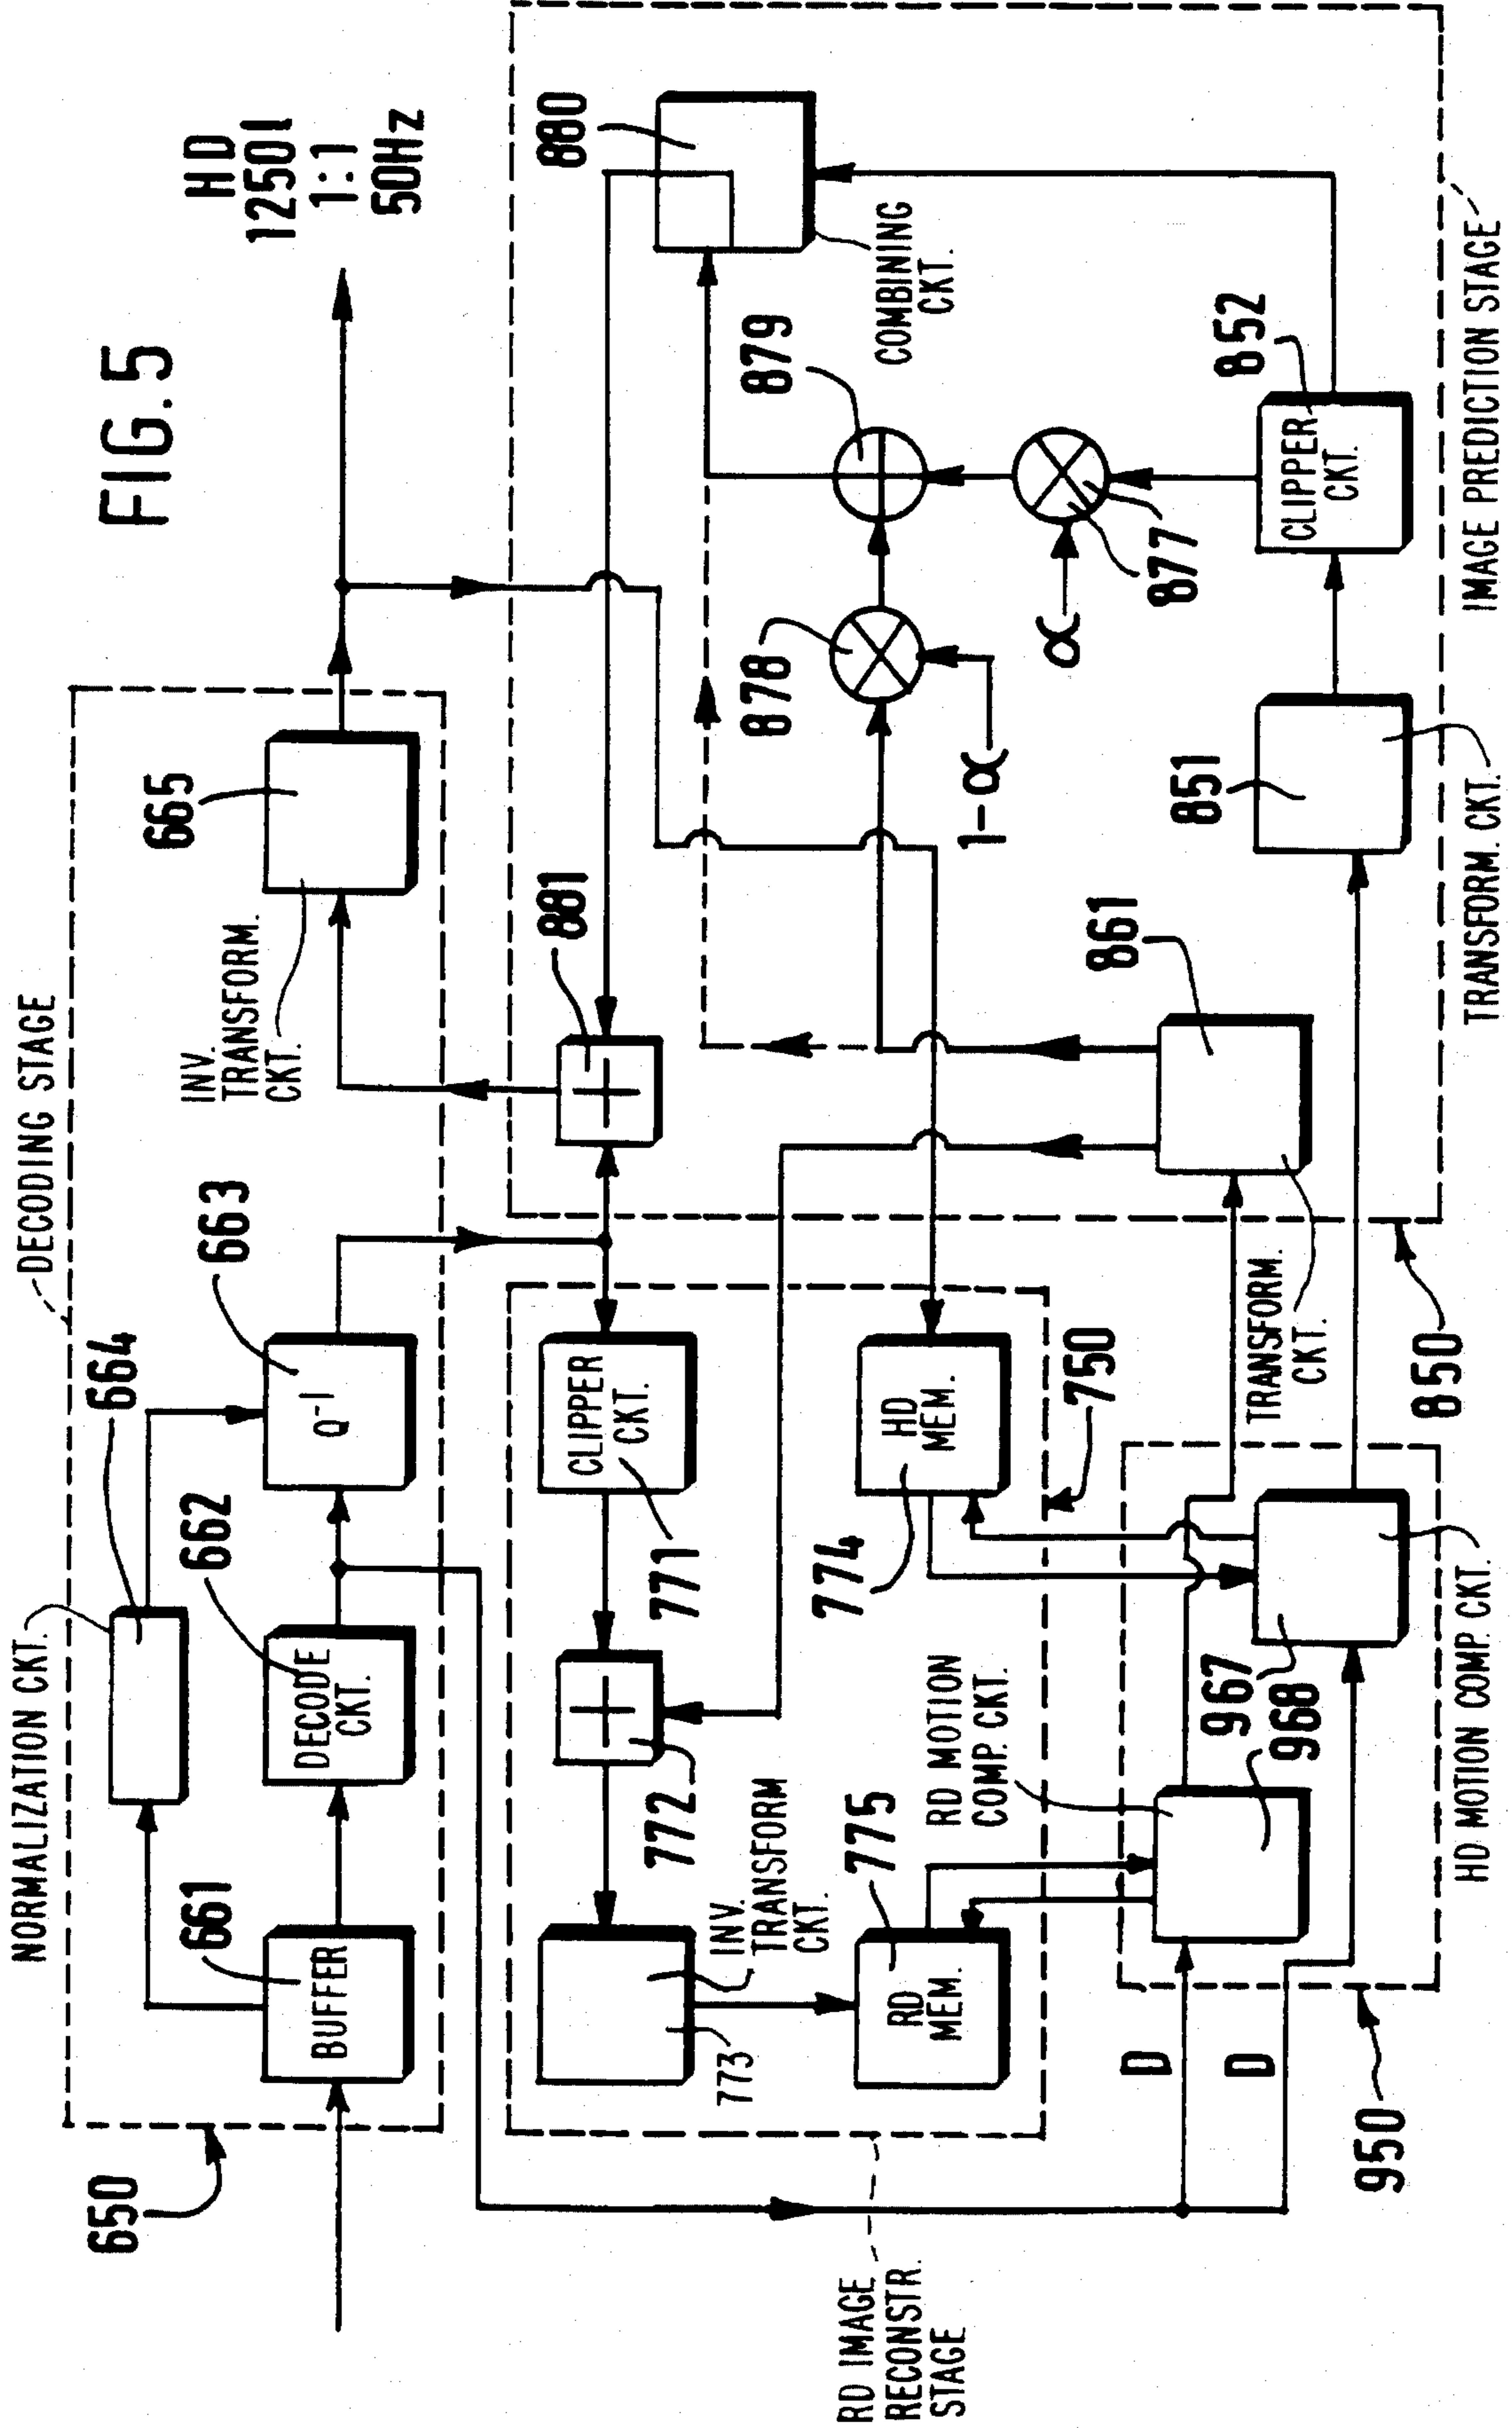 FIG. 5
HD
1250I
1:1
50Hz
DECODING STAGE
NORMALIZATION CKT.
664
650
661
BUFFER
662
DECODE
CKT.
663
Q⁻¹
INV.
TRANSFORM.
CKT.
665
771
CLIPPER
CKT.
772
773
INV.
TRANSFORM
CKT.
881
880
COMBINING
CKT.
775
RD
MEM.
774
HD
MEM.
750
RD IMAGE
RECONSTR.
STAGE
878
1-α
879
α
877
861
TRANSFORM.
CKT.
851
TRANSFORM. CKT.
852
CLIPPER
CKT.
IMAGE PREDICTION STAGE
850
RD MOTION
COMP. CKT.
967
968
HD MOTION COMP. CKT.
D
D
950